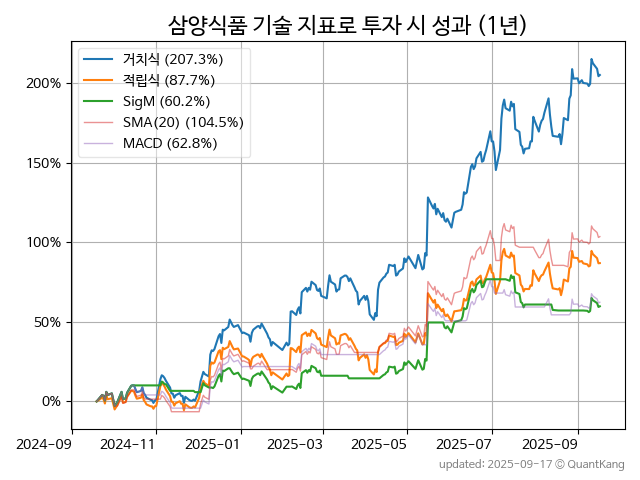 삼양식품 기술 지표로 투자 시 성과 (1년)
거치식 (207.3%)
적립식 (87.7%)
SigM (60.2%)
SMA(20) (104.5%)
MACD (62.8%)
200%
150%
100%
50%
0%
2024-09 2024-11 2025-01 2025-03 2025-05 2025-07 2025-09
updated: 2025-09-17 © QuantKang